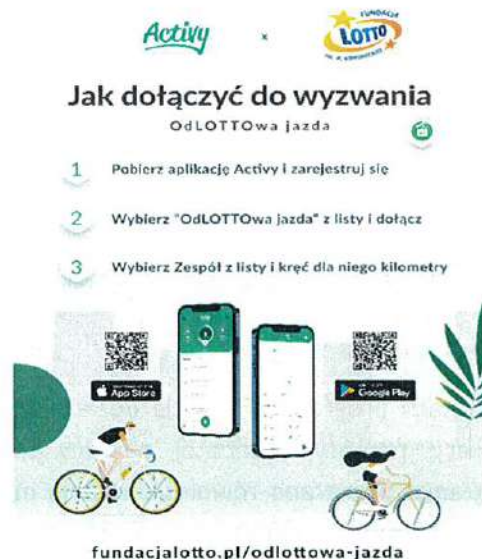 Activy
x
FUNDACJA
LOTTO
Jak dołączyć do wyzwania
OdLOTTOwa jazda
1 Pobierz aplikację Activy i zarejestruj się
2 Wybierz "OdLOTTOwa jazda" z listy i dołącz
3 Wybierz Zespół z listy i kręć dla niego kilometry
App Store
Google Play
fundacjalotto.pl/odlottowa-jazda